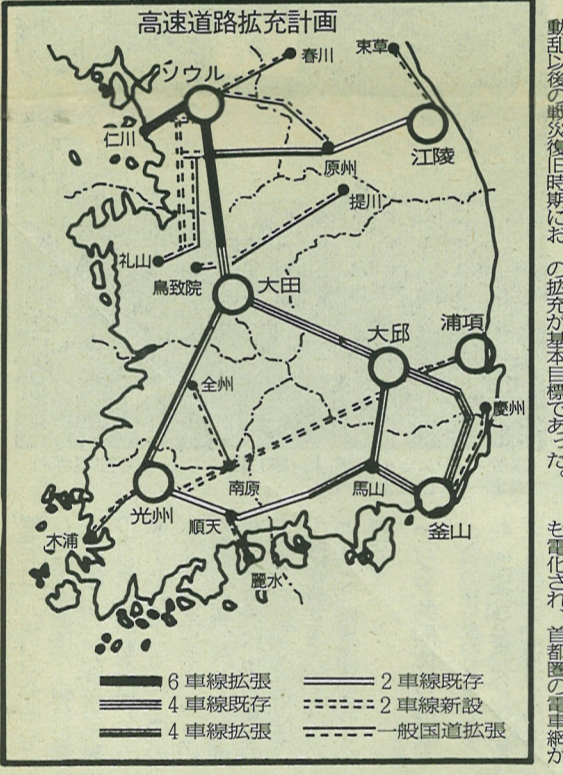 高速道路拡充計画
春川
束草
ソウル
仁川
原州
江陵
提川
礼山
鳥致院
大田
大邱
浦項
全州
慶州
南原
馬山
光州
順天
釜山
木浦
麗水
6車線拡張
4車線既存
4車線拡張
2車線既存
2車線新設
一般国道拡張
動乱以後の戦災復旧時期にお
の拡充が基本目標であった。
も電化され
首都圏の電車網が